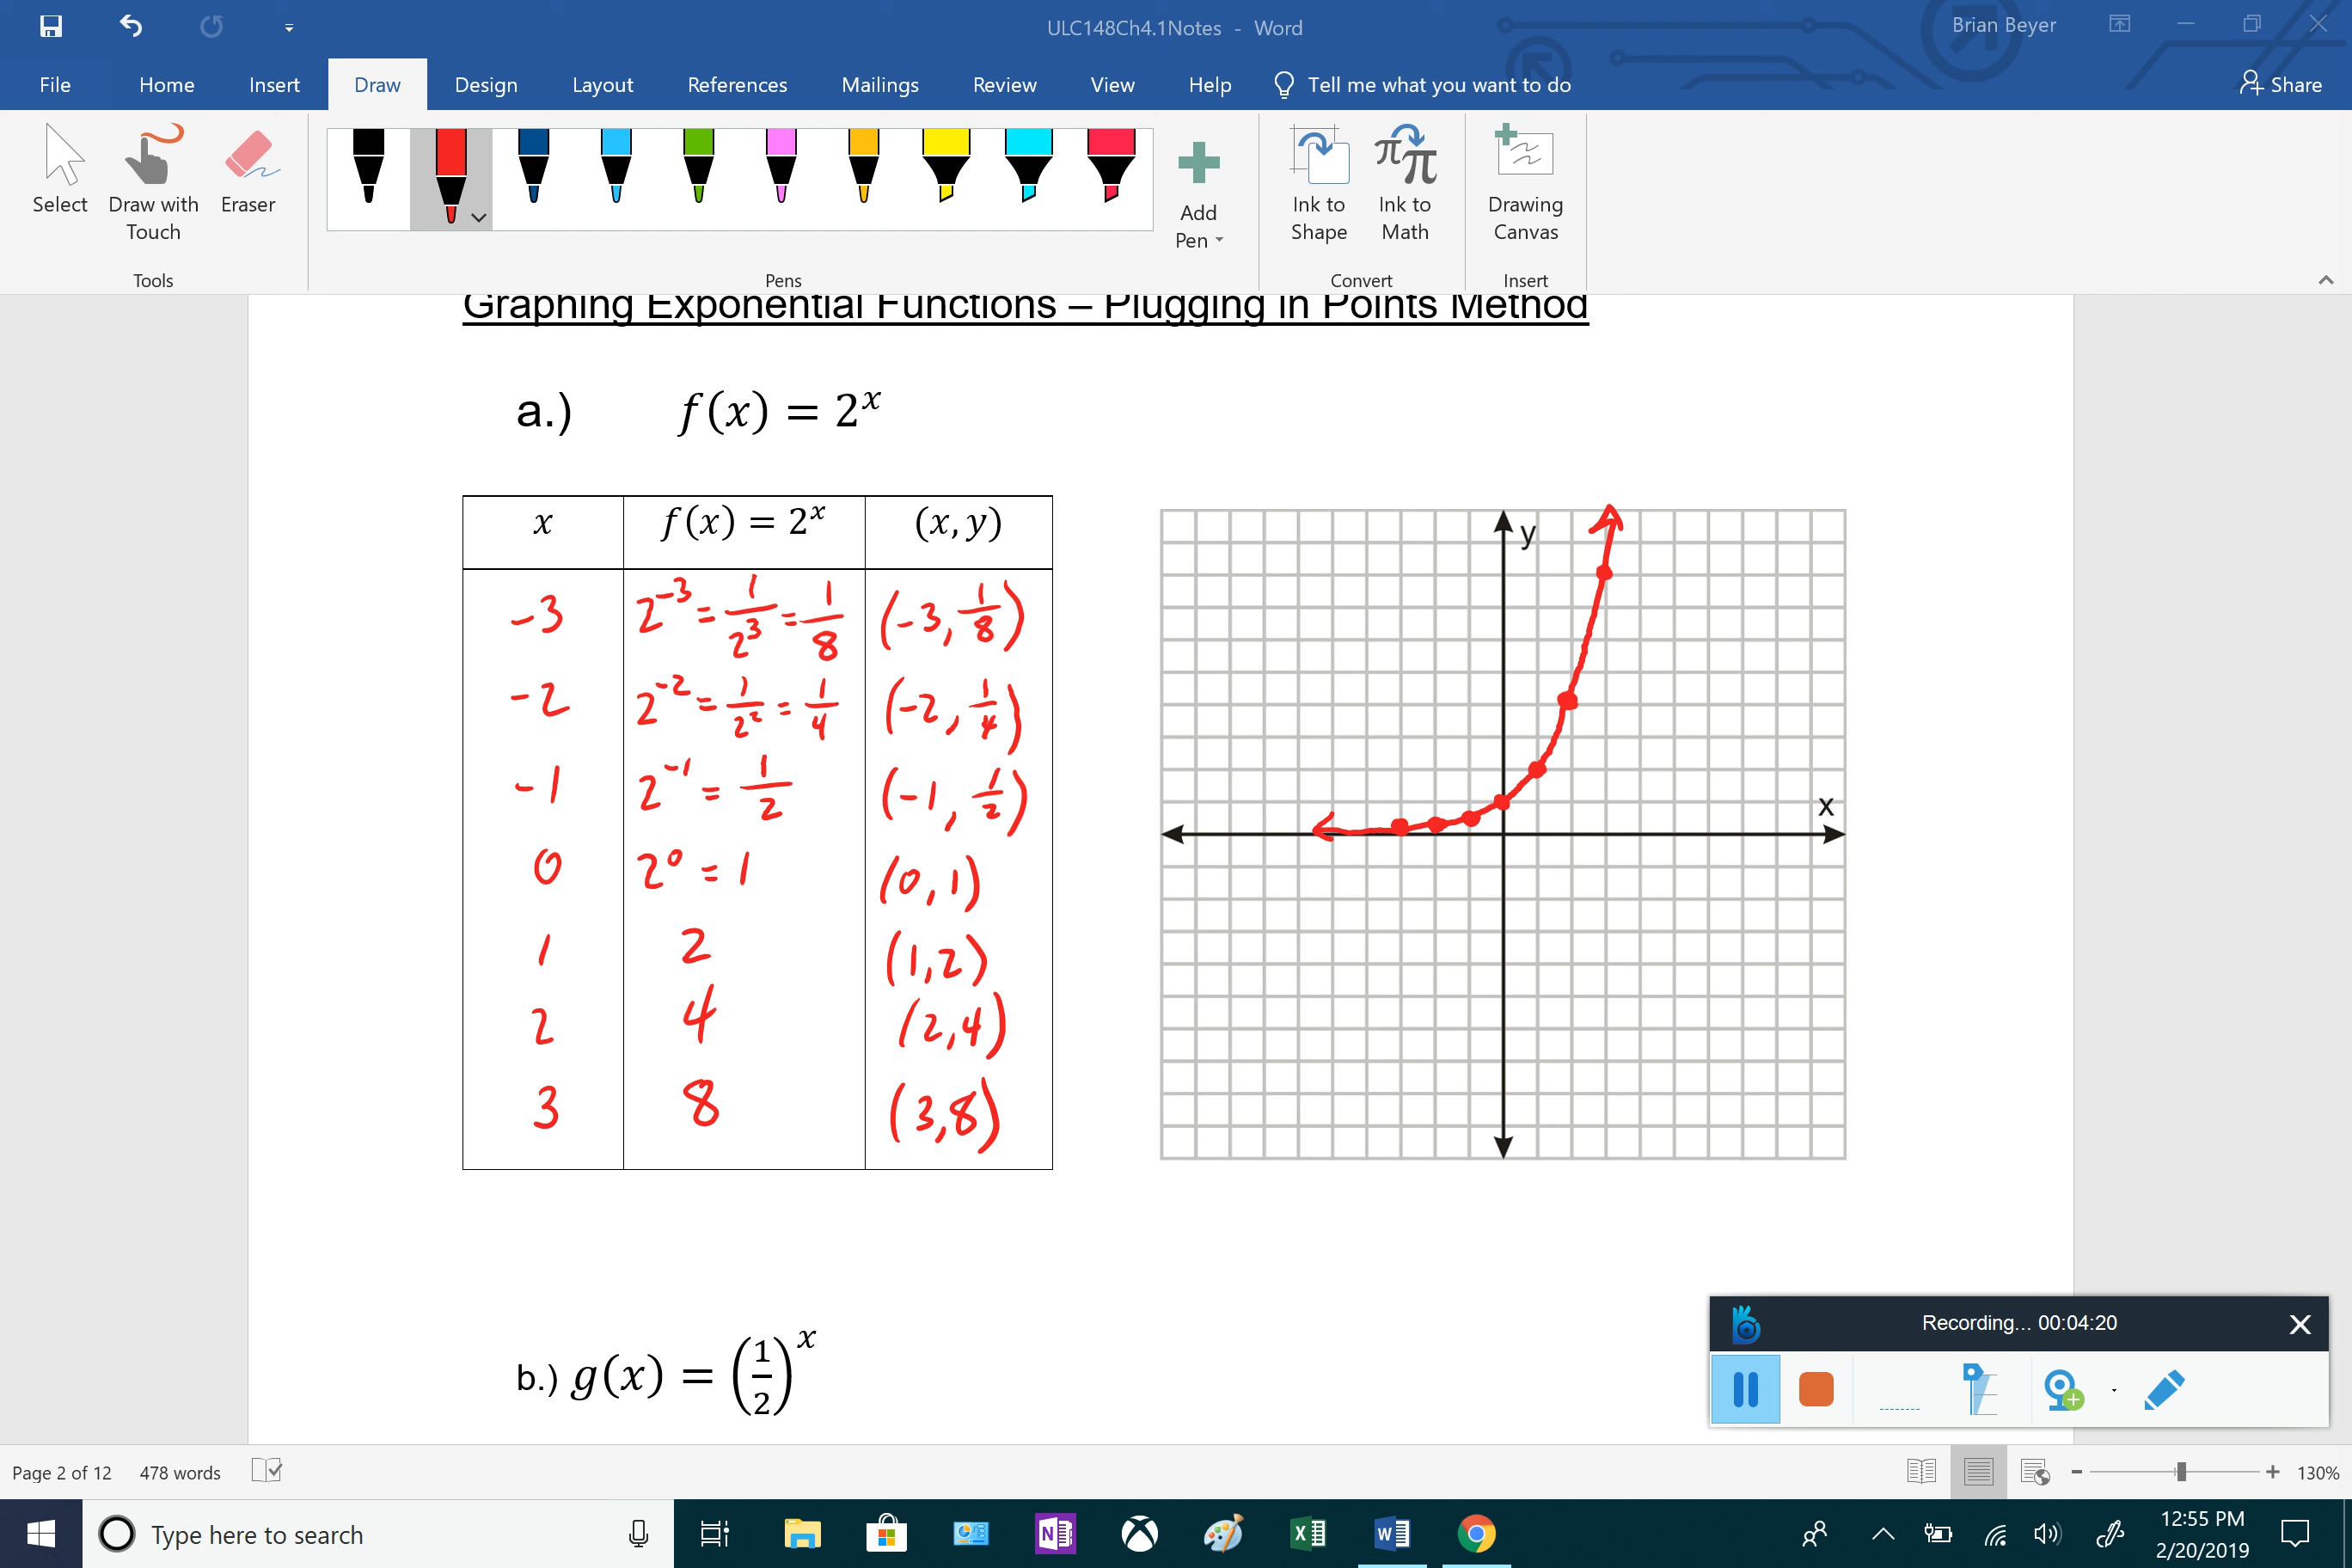 ULC148Ch4.1Notes - Word
Brian Beyer
File Home Insert Draw Design Layout References Mailings Review View Help Tell me what you want to do Share
Select Draw with Touch Eraser
Add Pen
Ink to Shape Ink to Math
Drawing Canvas
Tools Pens Convert Insert
Graphing Exponential Functions – Plugging in Points Method
a.) f(x) = 2^x
x f(x) = 2^x (x, y)
-3 2^-3 = 1/2^3 = 1/8 (-3, 1/8)
-2 2^-2 = 1/2^2 = 1/4 (-2, 1/4)
-1 2^-1 = 1/2 (-1, 1/2)
0 2^0 = 1 (0, 1)
1 2 (1,2)
2 4 (2,4)
3 8 (3,8)
y
x
b.) g(x) = (1/2)^x
Recording... 00:04:20
Page 2 of 12 478 words
130%
Type here to search
12:55 PM
2/20/2019